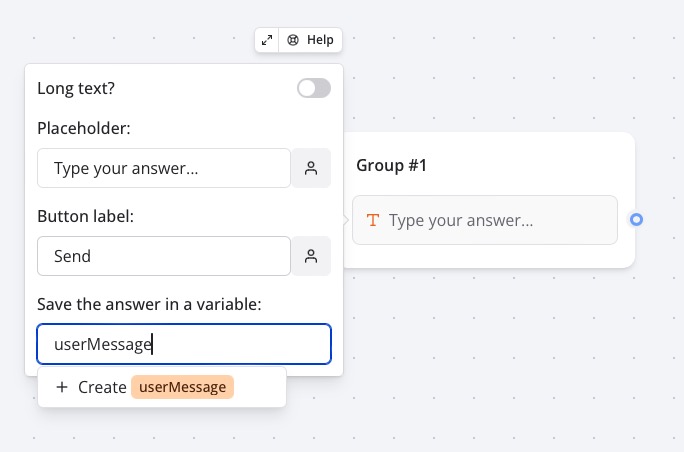 Help
Long text?
Placeholder:
Type your answer...
Button label:
Send
Save the answer in a variable:
userMessage
+ Create userMessage
Group #1
T Type your answer...